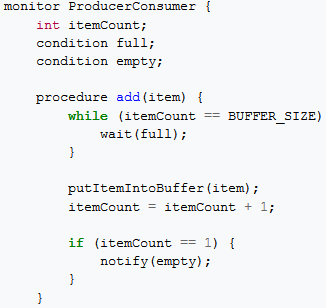 monitor ProducerConsumer {
    int itemCount;
    condition full;
    condition empty;

    procedure add(item) {
        while (itemCount == BUFFER_SIZE)
            wait(full);
        }

        putItemIntoBuffer(item);
        itemCount = itemCount + 1;

        if (itemCount == 1) {
            notify(empty);
        }
    }